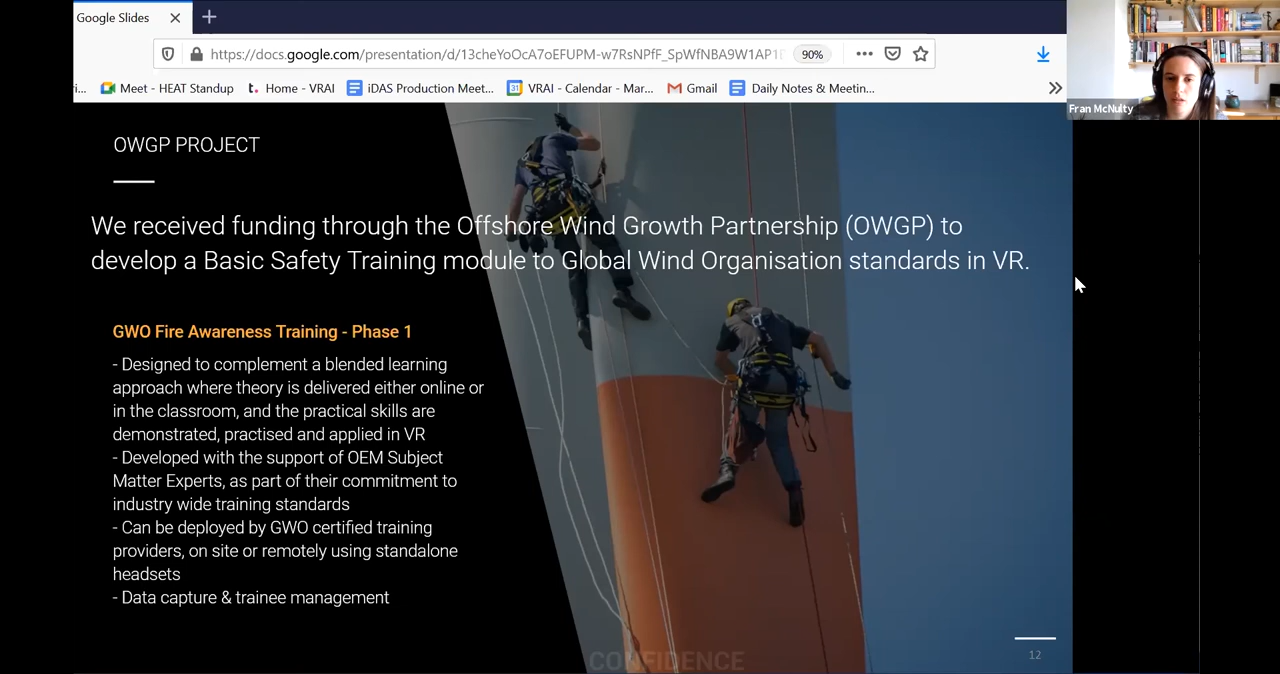 Google Slides
https://docs.google.com/presentation/d/13cheYoOcA7oEFUPM-w7RsNPfF_SpWfNBA9W1AP1
90%
Meet - HEAT Standup
t. Home - VRAI
iDAS Production Meet...
31 VRAI - Calendar - Mar...
Gmail
Daily Notes & Meetin...
Fran McNulty
OWGP PROJECT
We received funding through the Offshore Wind Growth Partnership (OWGP) to
develop a Basic Safety Training module to Global Wind Organisation standards in VR.
GWO Fire Awareness Training - Phase 1
- Designed to complement a blended learning
approach where theory is delivered either online or
in the classroom, and the practical skills are
demonstrated, practised and applied in VR
- Developed with the support of OEM Subject
Matter Experts, as part of their commitment to
industry wide training standards
- Can be deployed by GWO certified training
providers, on site or remotely using standalone
headsets
- Data capture & trainee management
CONFIDENCE
12